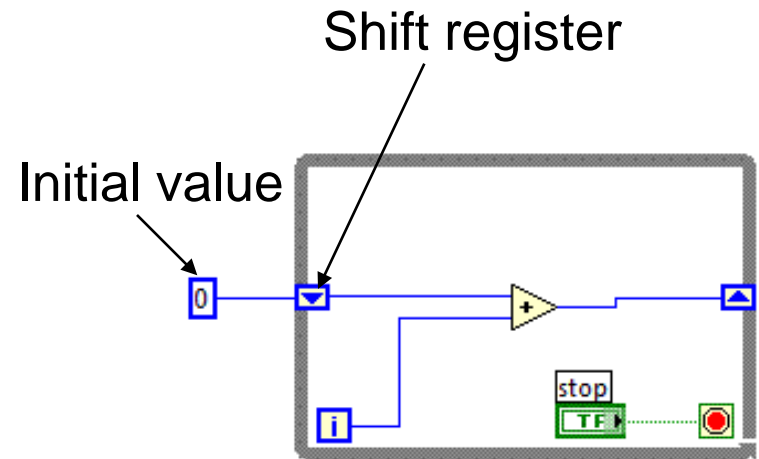 Shift register
Initial value
0
+
stop
TF
i